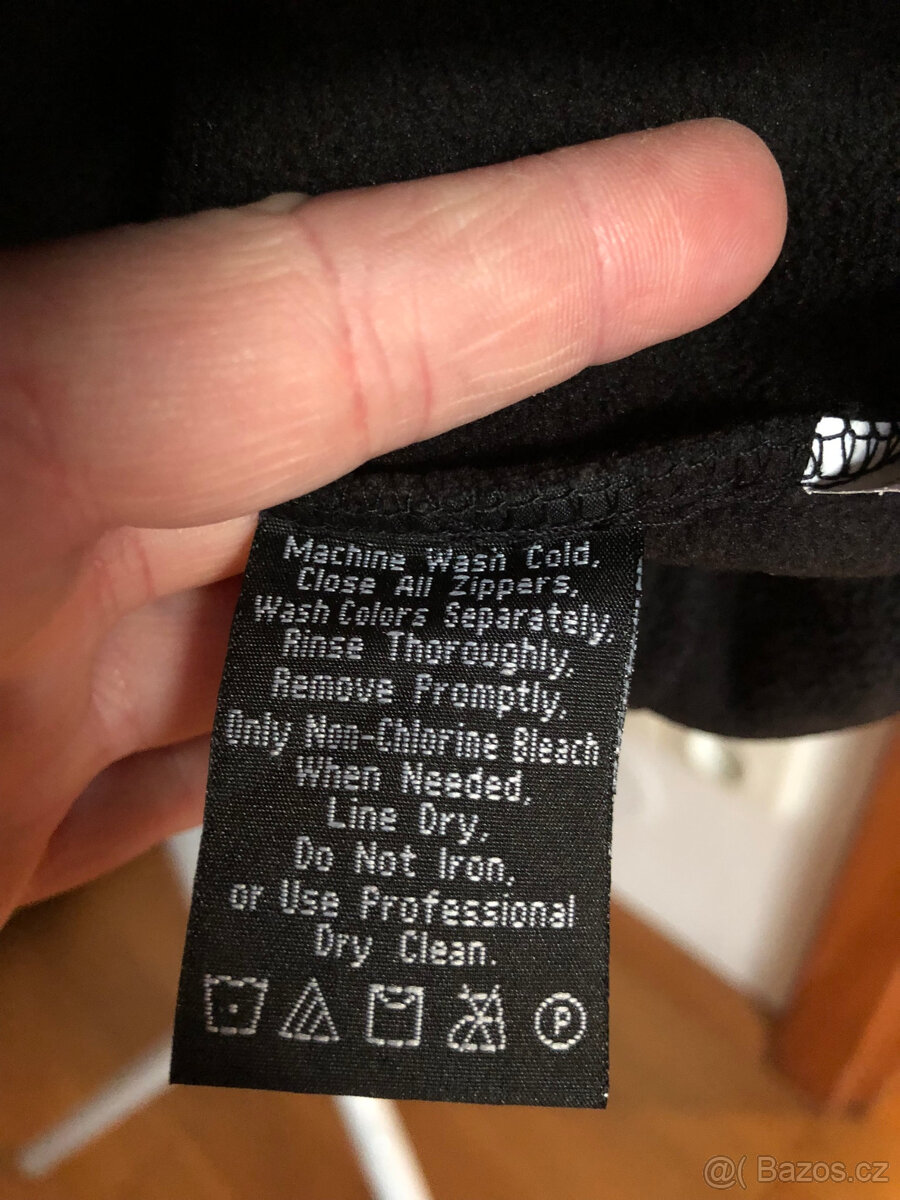 Machine Wash Cold,
Close All Zippers,
Wash Colors Separately,
Rinse Thoroughly,
Remove Promptly,
Only Non-Chlorine Bleach
When Needed,
Line Dry,
Do Not Iron,
or Use Professional
Dry Clean.
P
@( Bazos.cz